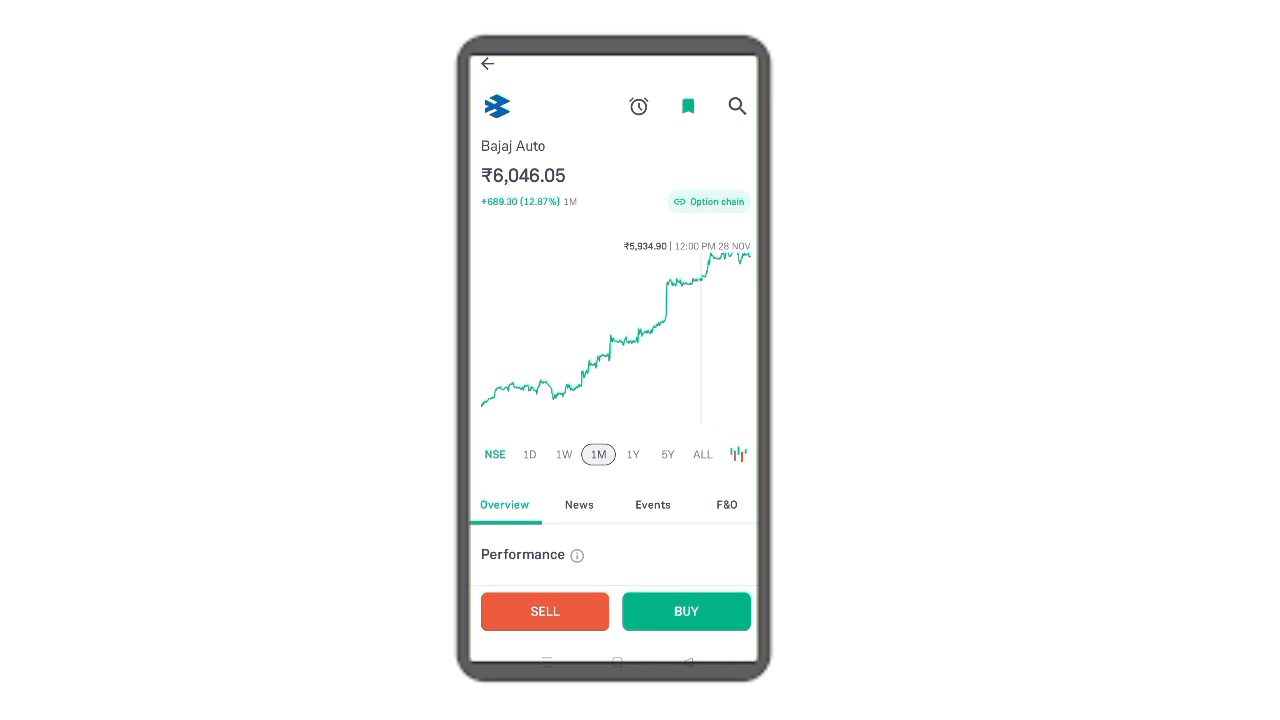 Bajaj Auto
₹6,046.05
+689.30 (12.87%) 1M
Option chain
₹5,934.90 | 12:00 PM 28 NOV
NSE 1D 1W 1M 1Y 5Y ALL
Overview News Events F&O
Performance
SELL BUY